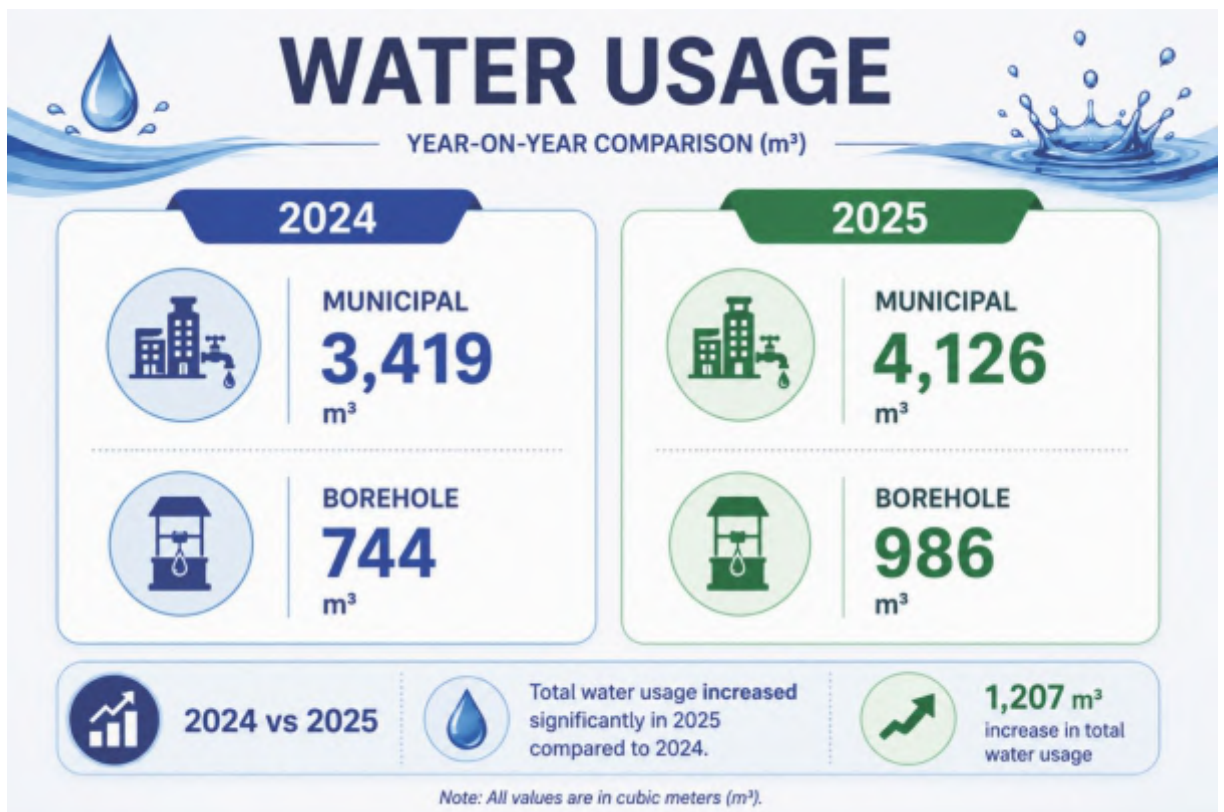 WATER USAGE
YEAR-ON-YEAR COMPARISON (m³)
2024
MUNICIPAL
3,419
m³
BOREHOLE
744
m³
2025
MUNICIPAL
4,126
m³
BOREHOLE
986
m³
2024 vs 2025
Total water usage increased
significantly in 2025
compared to 2024.
1,207 m³
increase in total
water usage
Note: All values are in cubic meters (m³).